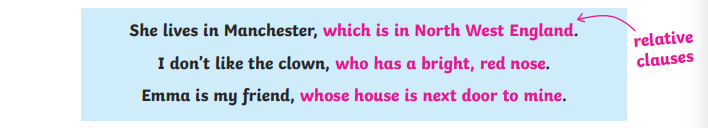 She lives in Manchester, which is in North West England.
I don't like the clown, who has a bright, red nose.
Emma is my friend, whose house is next door to mine.
relative
clauses